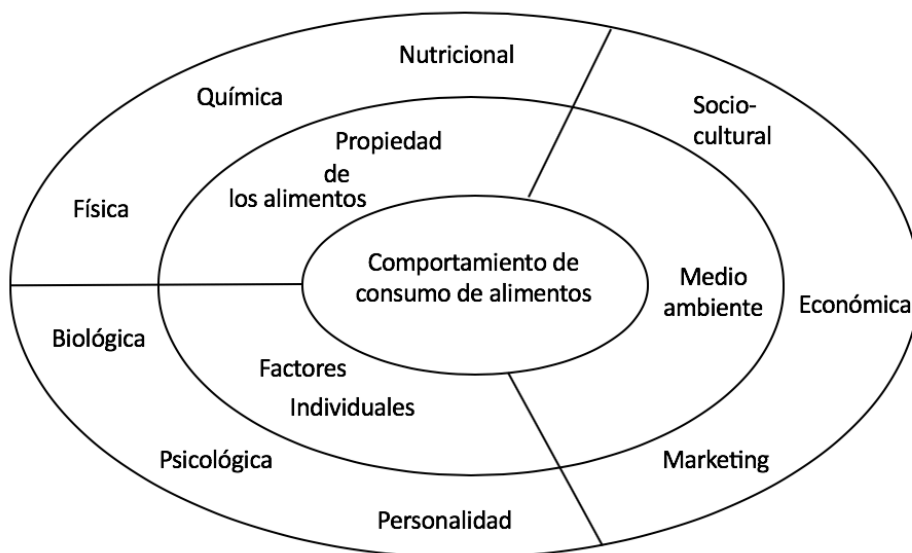 Nutricional
Química
Física
Propiedad
de
los alimentos
Socio-
cultural
Comportamiento de
consumo de alimentos
Medio
ambiente
Económica
Biológica
Factores
Individuales
Psicológica
Marketing
Personalidad